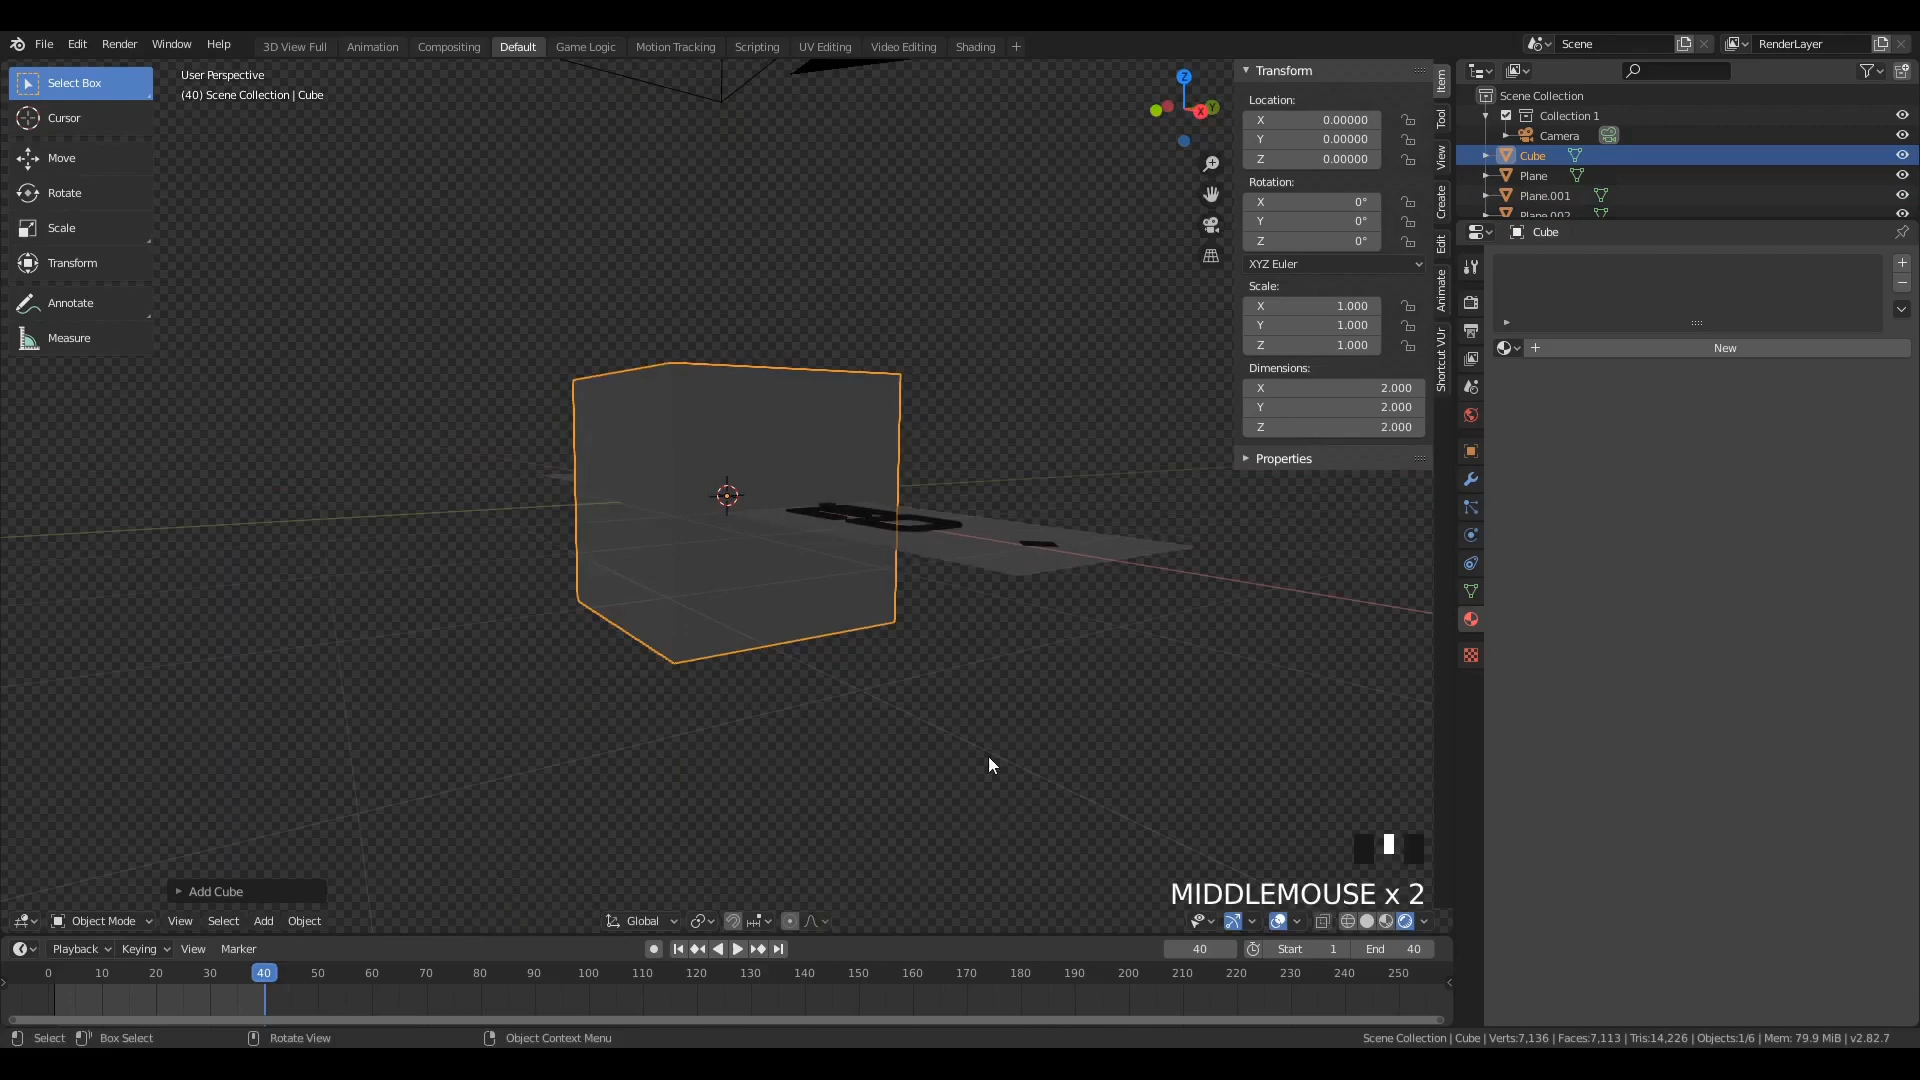 File Edit Render Window Help 3D View Full Animation Compositing Default Game Logic Motion Tracking Scripting UV Editing Video Editing Shading + Scene RenderLayer
Select Box
Cursor
Move
Rotate
Scale
Transform
Annotate
Measure
User Perspective
(40) Scene Collection | Cube
Z
X
Y
Transform
Location:
X 0.00000
Y 0.00000
Z 0.00000
Rotation:
X 0°
Y 0°
Z 0°
XYZ Euler
Scale:
X 1.000
Y 1.000
Z 1.000
Dimensions:
X 2.000
Y 2.000
Z 2.000
Properties
Item
Tool
View
Create
Edit
Animate
Shortcut VUr
Scene Collection
Collection 1
Camera
Cube
Plane
Plane.001
Plane.002
Cube
+ New
MIDDLEMOUSE x 2
Add Cube
Object Mode View Select Add Object Global
Playback Keying View Marker 40 Start 1 End 40
0 10 20 30 40 50 60 70 80 90 100 110 120 130 140 150 160 170 180 190 200 210 220 230 240 250
Select Box Select Rotate View Object Context Menu Scene Collection | Cube | Verts:7,136 | Faces:7,113 | Tris:14,226 | Objects:1/6 | Mem: 79.9 MiB | v2.82.7